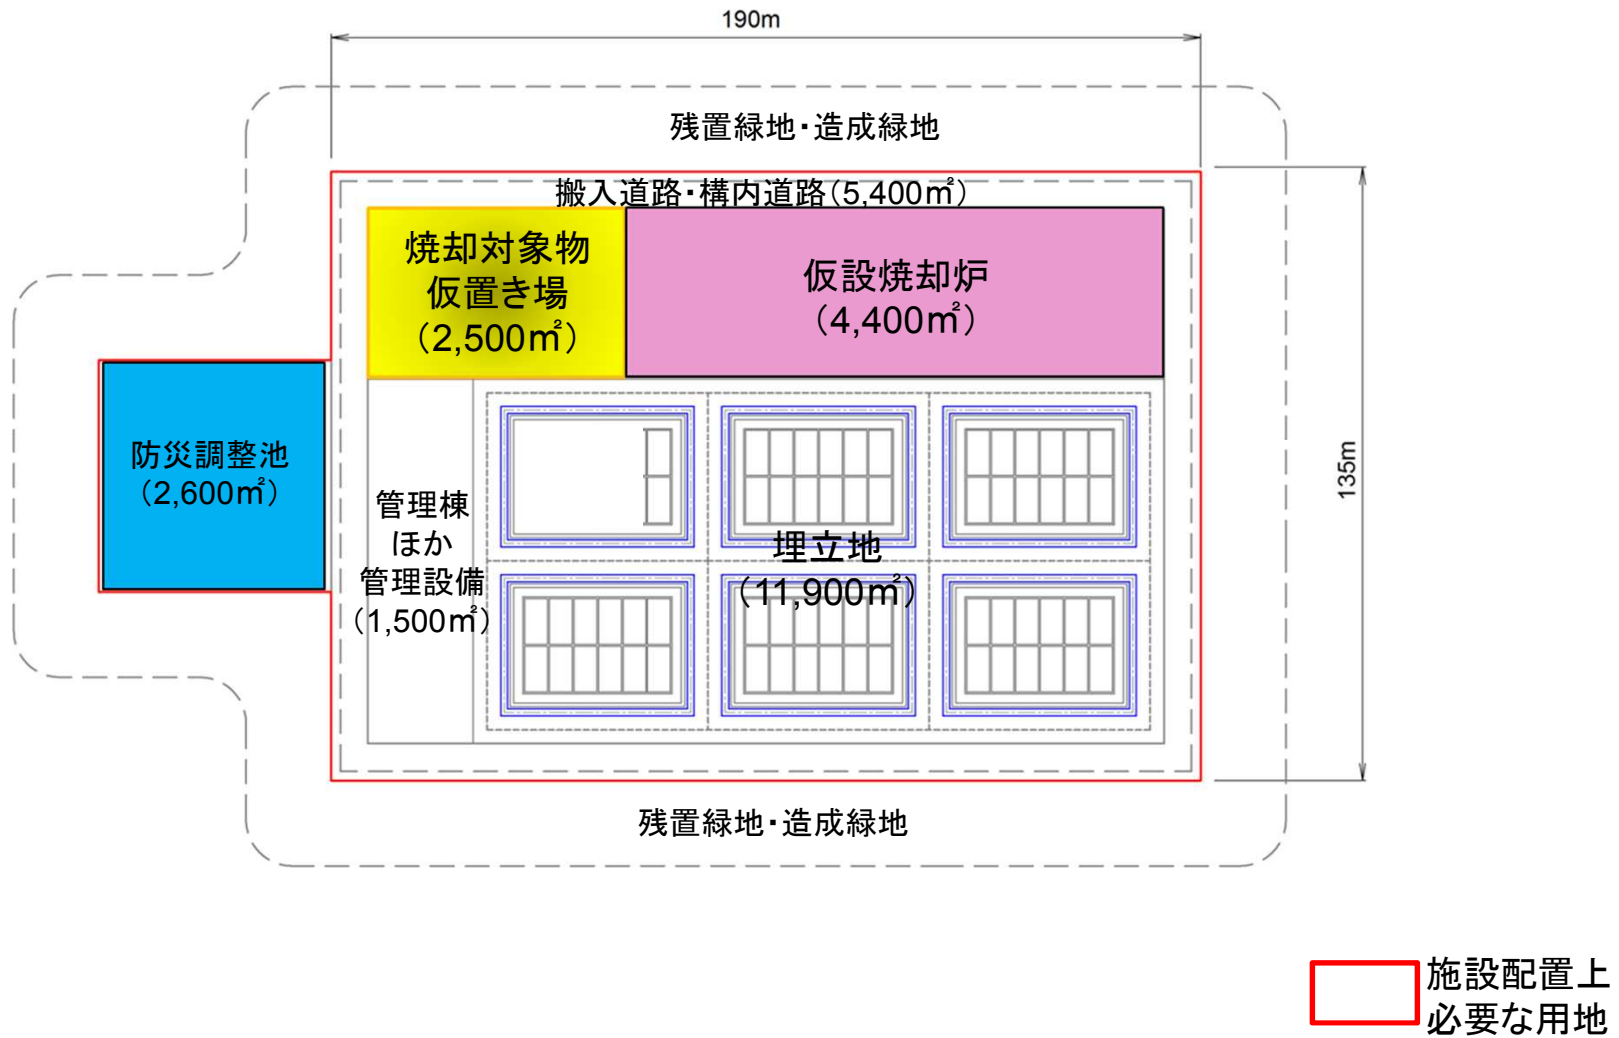 190m
残置緑地・造成緑地
搬入道路・構内道路(5,400㎡)
焼却対象物
仮置き場
(2,500㎡)
仮設焼却炉
(4,400㎡)
防災調整池
(2,600㎡)
135m
管理棟
ほか
管理設備
(1,500㎡)
埋立地
(11,900㎡)
残置緑地・造成緑地
施設配置上
必要な用地